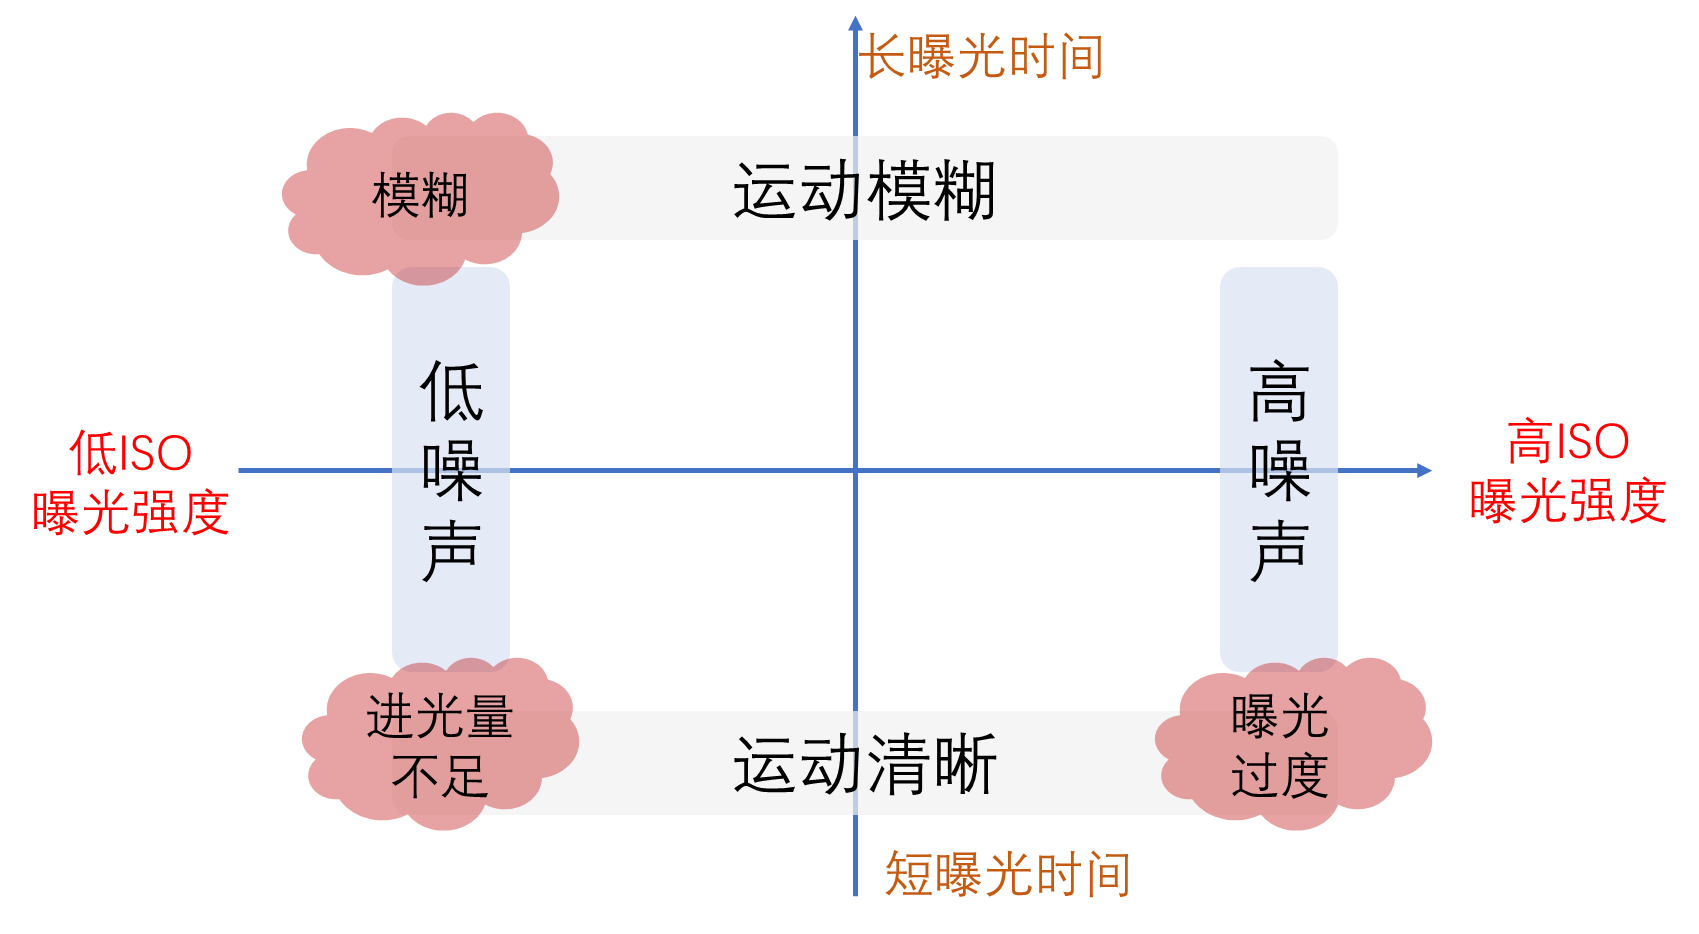 长曝光时间
模糊
运动模糊
低
噪
声
高
噪
声
低ISO
曝光强度
高ISO
曝光强度
进光量
不足
运动清晰
曝光
过度
短曝光时间